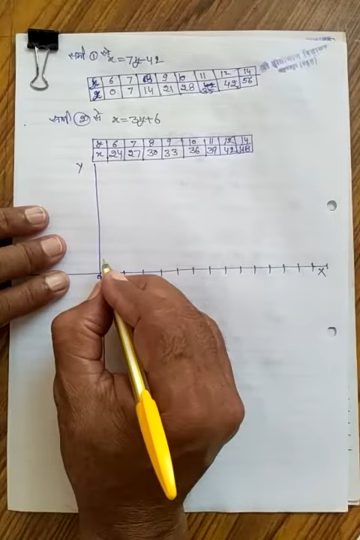 समी ① से x=7y-42
y 6 7 8 9 10 11 12 14
x 0 7 14 21 28 35 42 56
समी ② से x=3y+6
y 6 7 8 9 10 11 12 14
x 24 27 30 33 36 39 42 48
Y
X